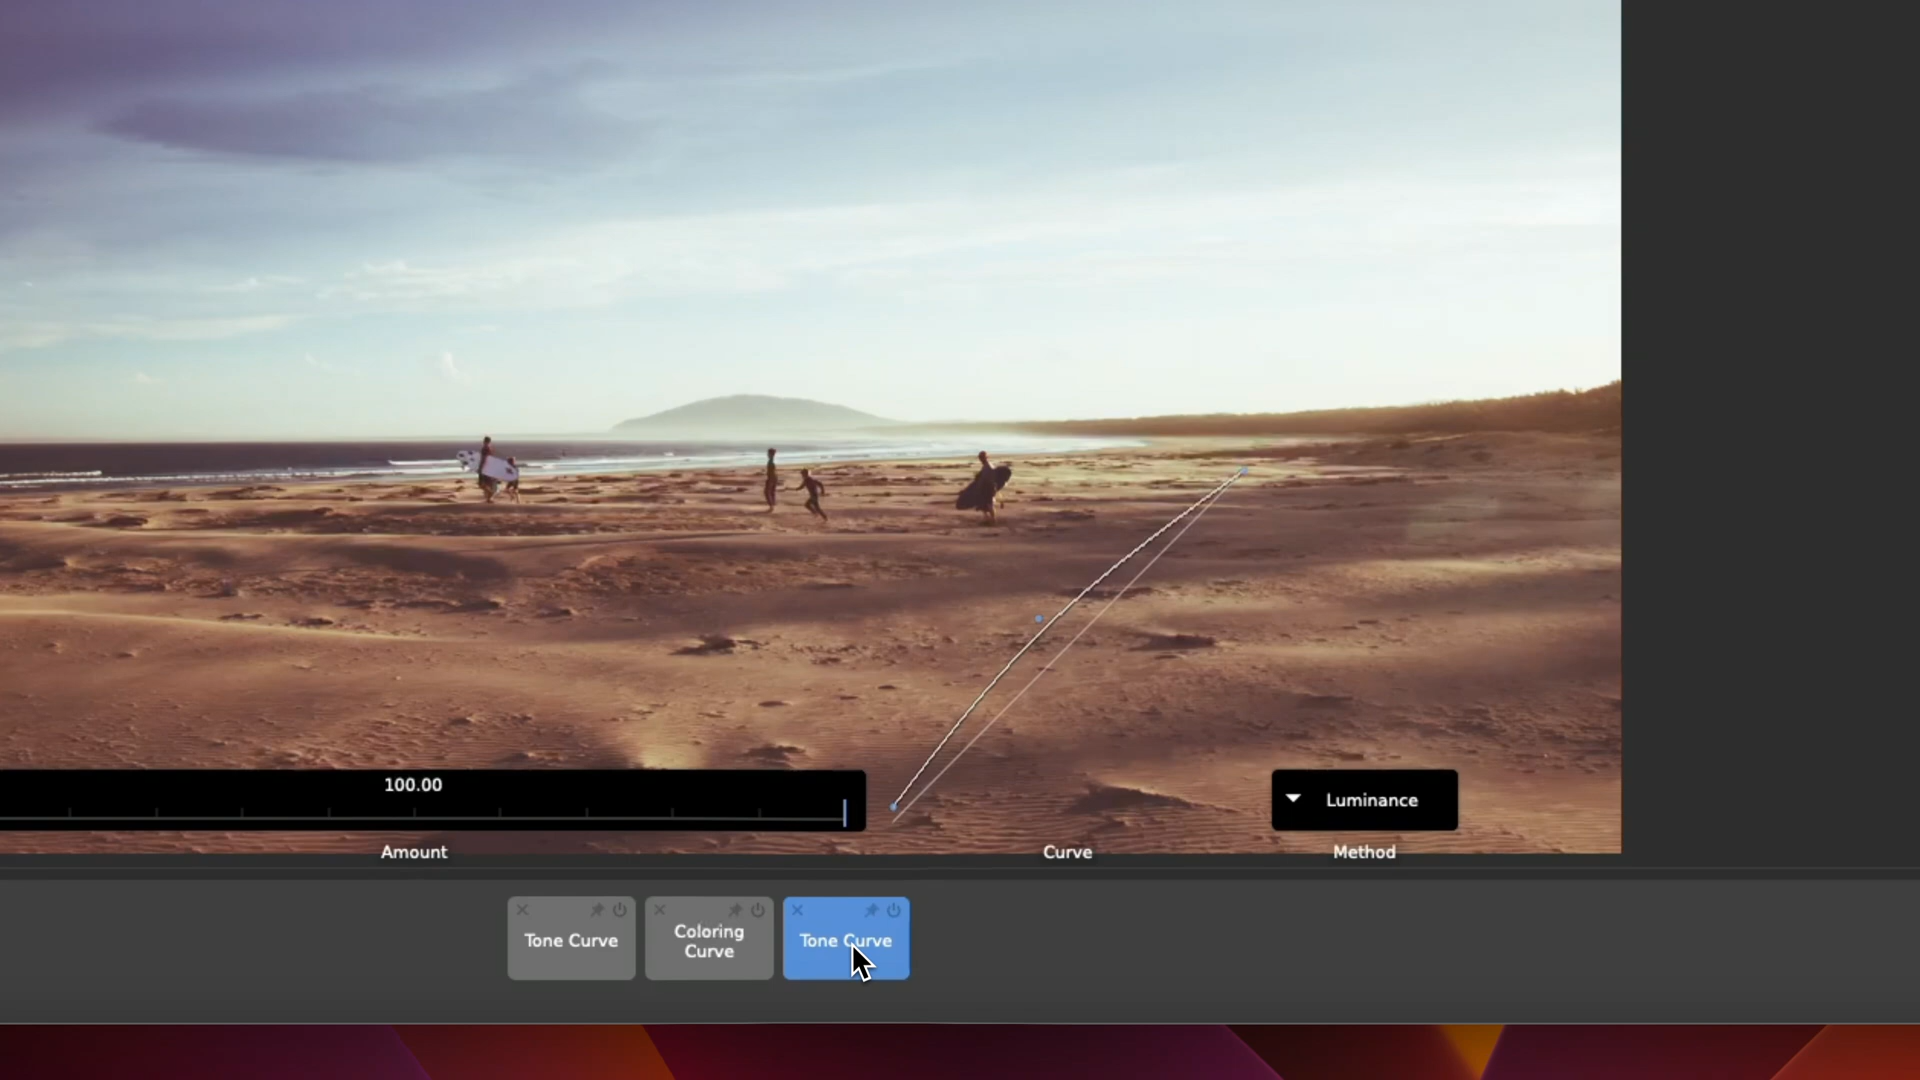 100.00
Luminance
Amount
Curve
Method
Tone Curve
Coloring
Curve
Tone Curve